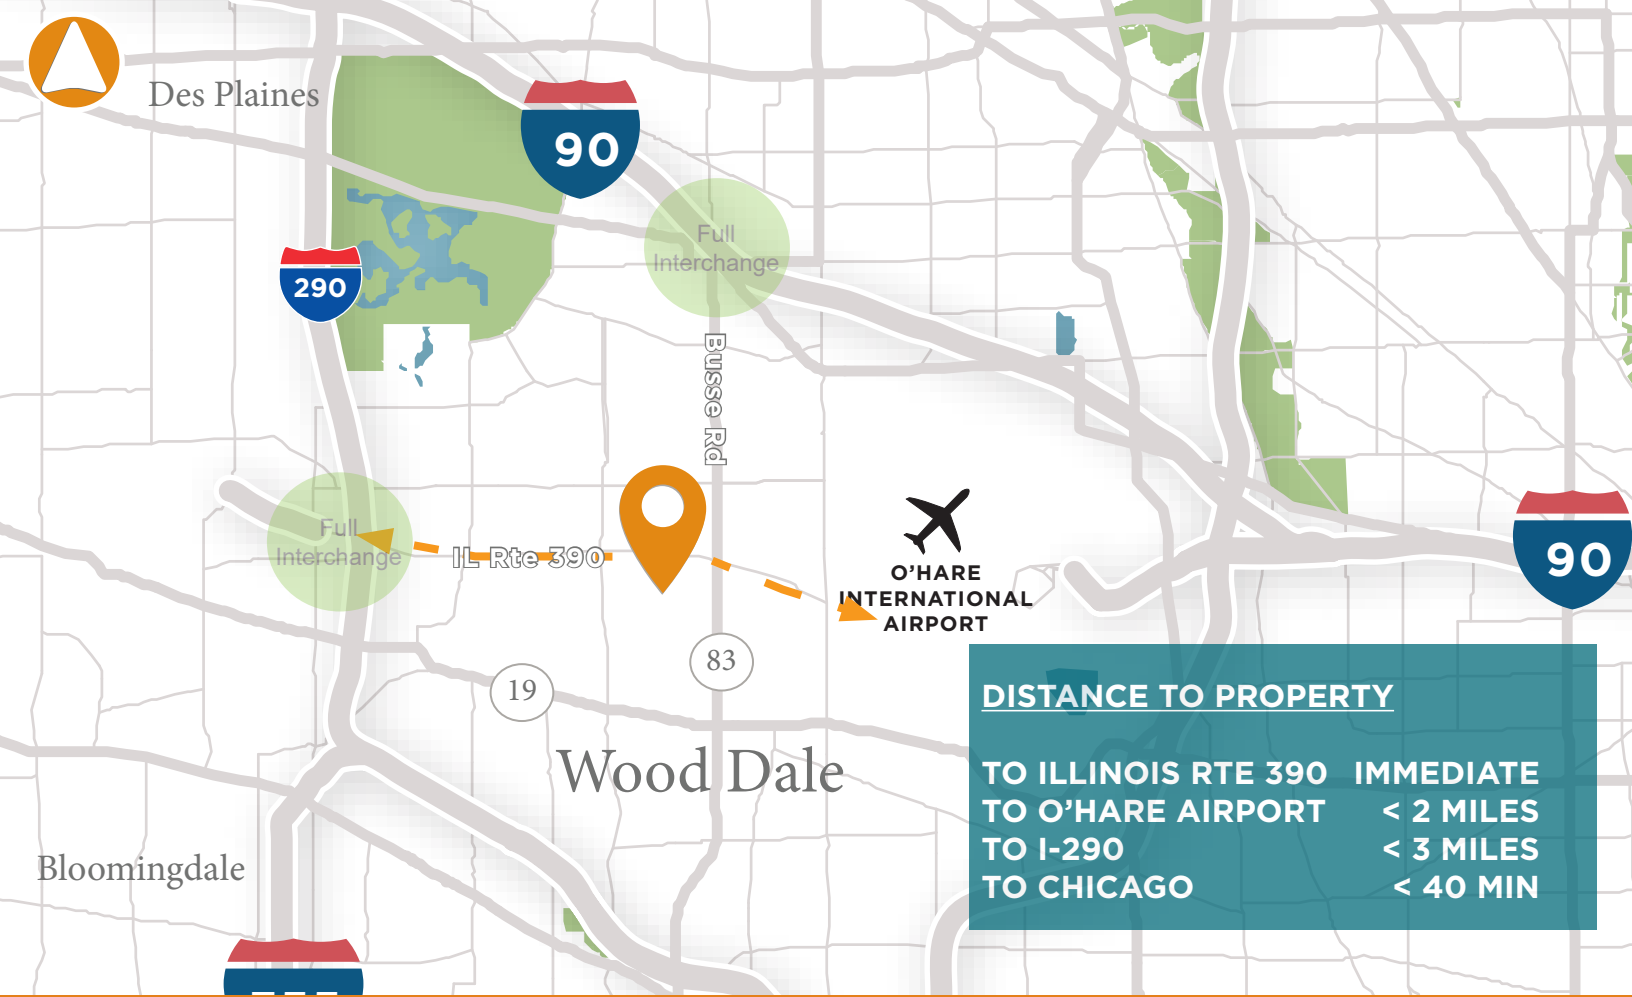 Des Plaines
90
Full
Interchange
290
Busse Rd
Full
Interchange
IL Rte 390
O'HARE
INTERNATIONAL
AIRPORT
90
83
19
Wood Dale
DISTANCE TO PROPERTY
TO ILLINOIS RTE 390 IMMEDIATE
TO O'HARE AIRPORT < 2 MILES
TO I-290 < 3 MILES
TO CHICAGO < 40 MIN
Bloomingdale